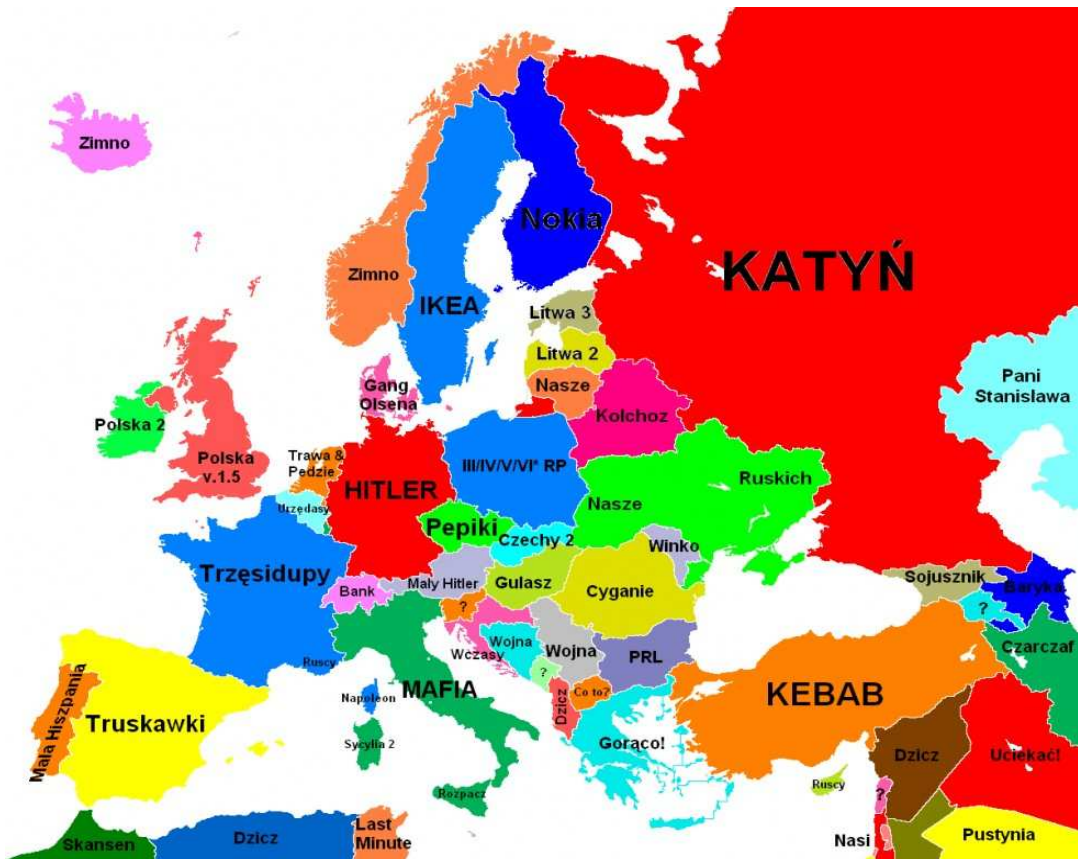 Zimno
Nokia
KATYŃ
Zimno
IKEA
Litwa 3
Litwa 2
Pani
Stanislawa
Gang
Olsena
Nasze
Kolchoz
Polska 2
Polska
v.1.5
Trawa &
Pedzie
III/IV/V/VI* RP
HITLER
Ruskich
Nasze
Urzędasy
Pepiki
Czechy 2
Winko
Trzęsidupy
Bank
Mały Hitler
Gulasz
Cyganie
Sojusznik
Baryka
?
?
Wojna
Wczasy
Wojna
PRL
Czarczaf
Ruscy
?
MAFIA
Napoleon
Dzicz
Co to?
KEBAB
Mala Hiszpania
Truskawki
Sycylia 2
Gorąco!
Dzicz
Uciekać!
Ruscy
Rozpacz
?
Skansen
Dzicz
Last
Minute
Nasi
Pustynia